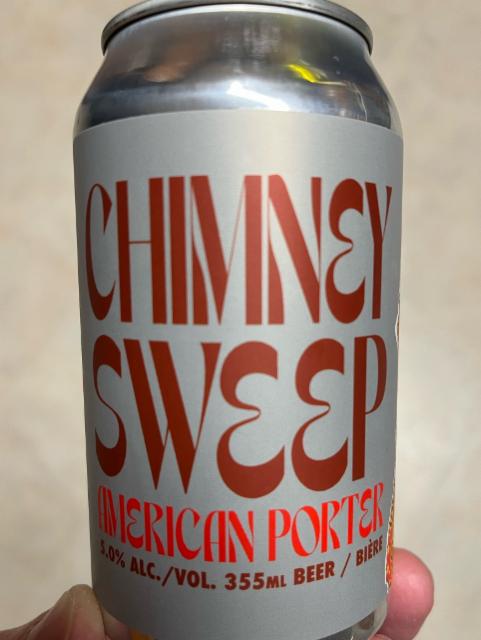 CHIMNEY
SWEEP
AMERICAN PORTER
5.0% ALC./VOL. 355ML BEER / BIÈRE